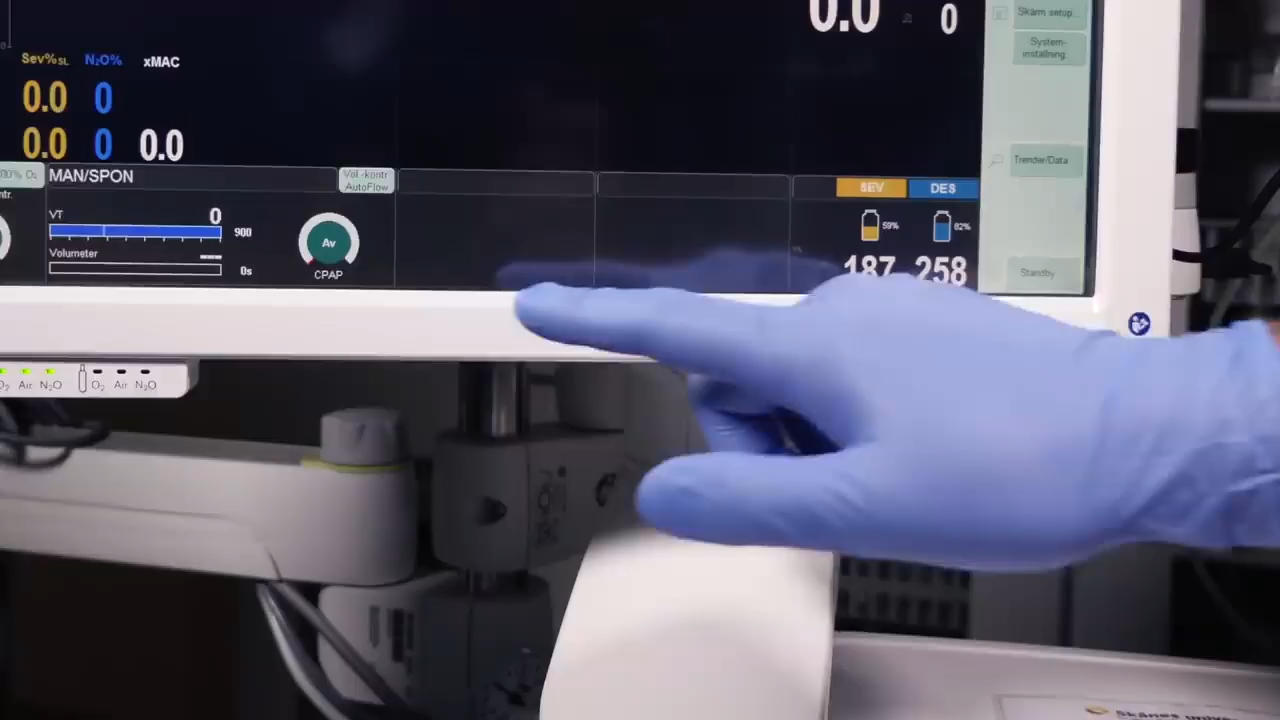 0.0
0
Skärm setup...
System-
inställning.
Sev%SL N₂O% xMAC
0.0 0
0.0 0 0.0
Trender/Data
MAN/SPON
Vol.-kontr.
AutoFlow
SEV DES
VT 0
900
59% 82%
Av
Volumeter ----
0s
CPAP
187 258
Standby
Air N₂O O₂ Air N₂O